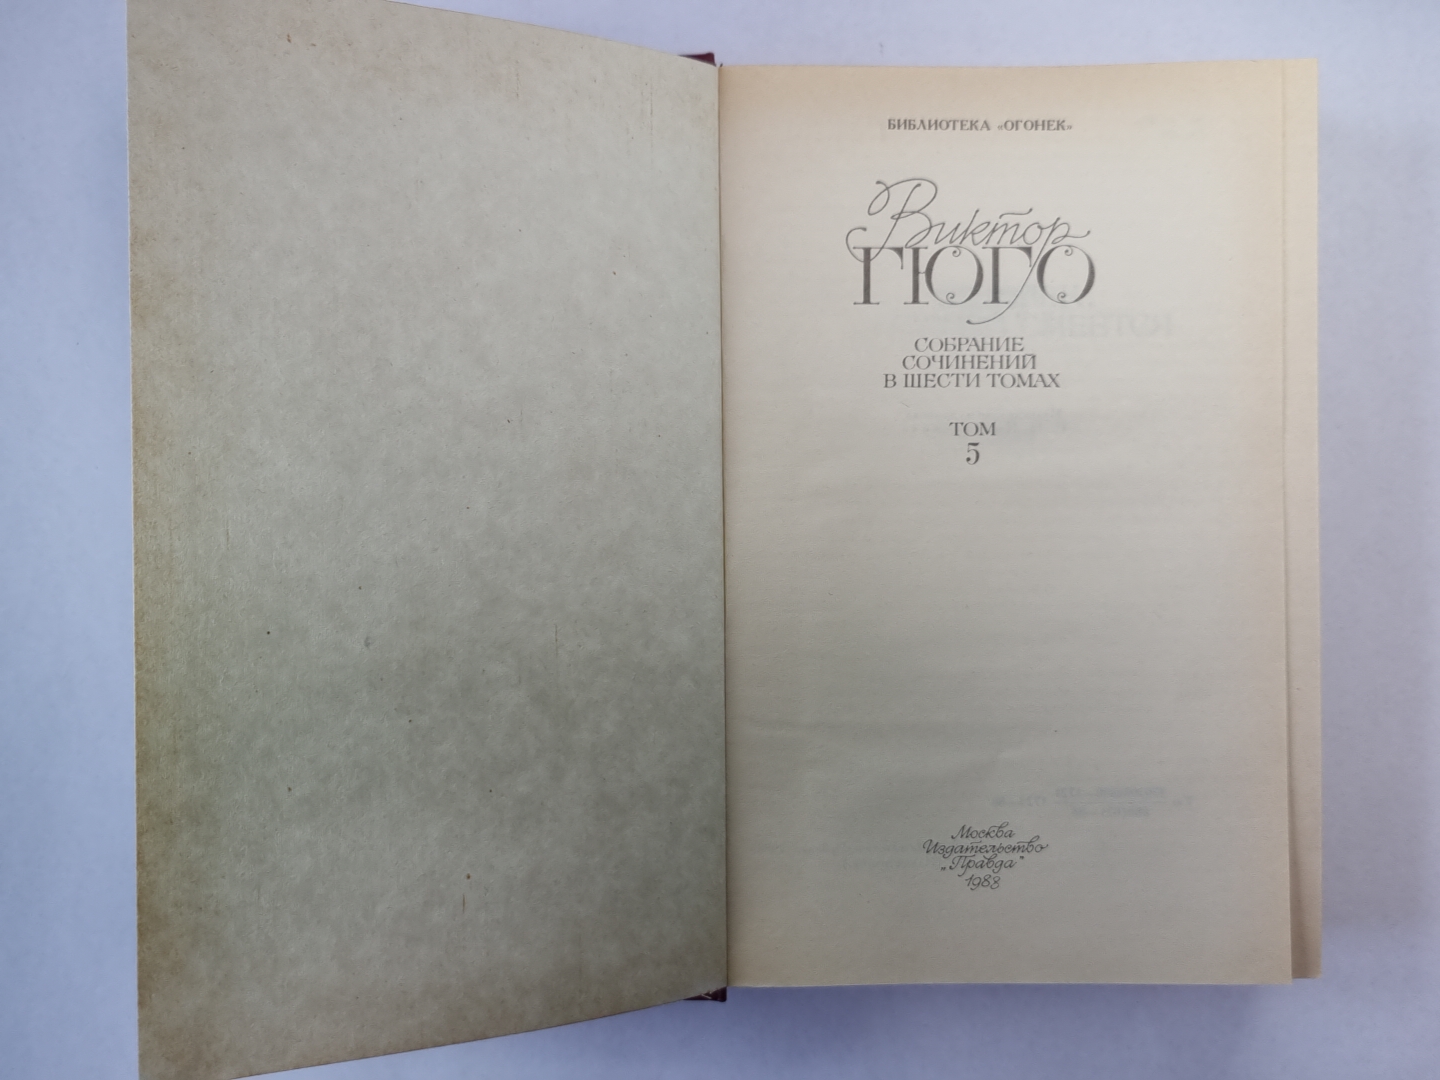 БИБЛИОТЕКА «ОГОНЕК»
Виктор
ГЮГО
СОБРАНИЕ
СОЧИНЕНИЙ
В ШЕСТИ ТОМАХ
ТОМ
5
Москва
Издательство
„Правда"
1988